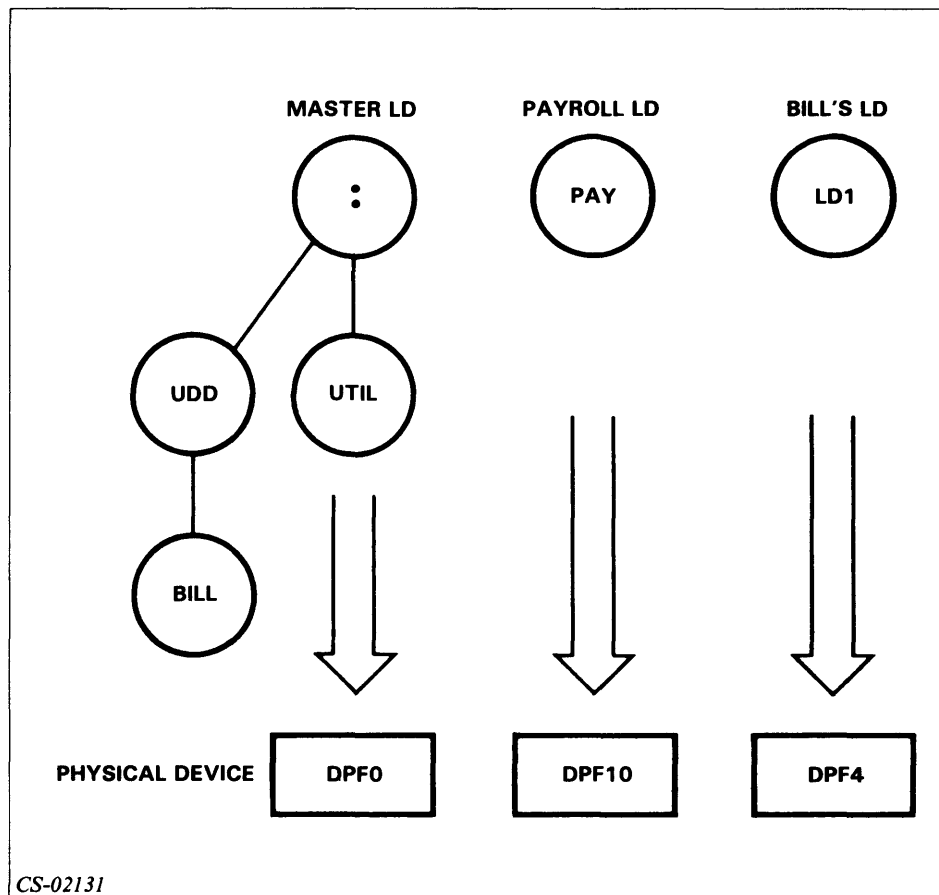 MASTER LD PAYROLL LD BILL'S LD
: PAY LD1
UDD UTIL
BILL
PHYSICAL DEVICE DPF0 DPF10 DPF4
CS-02131